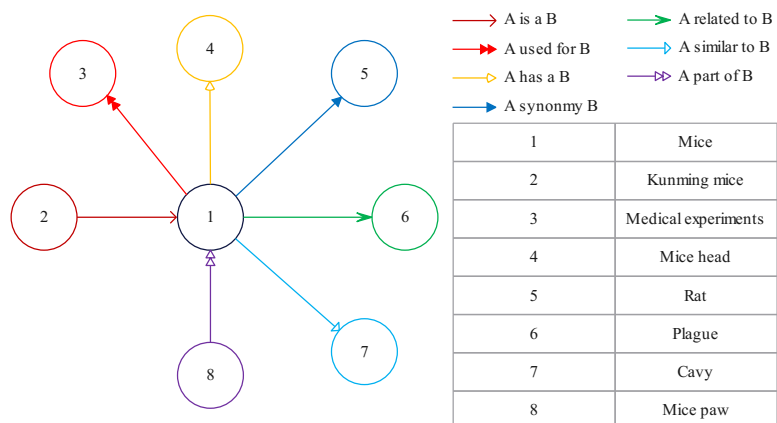 4
3
5
2
1
6
7
8
A is a B
A related to B
A used for B
A similar to B
A has a B
A part of B
A synonmy B
1 Mice
2 Kunming mice
3 Medical experiments
4 Mice head
5 Rat
6 Plague
7 Cavy
8 Mice paw